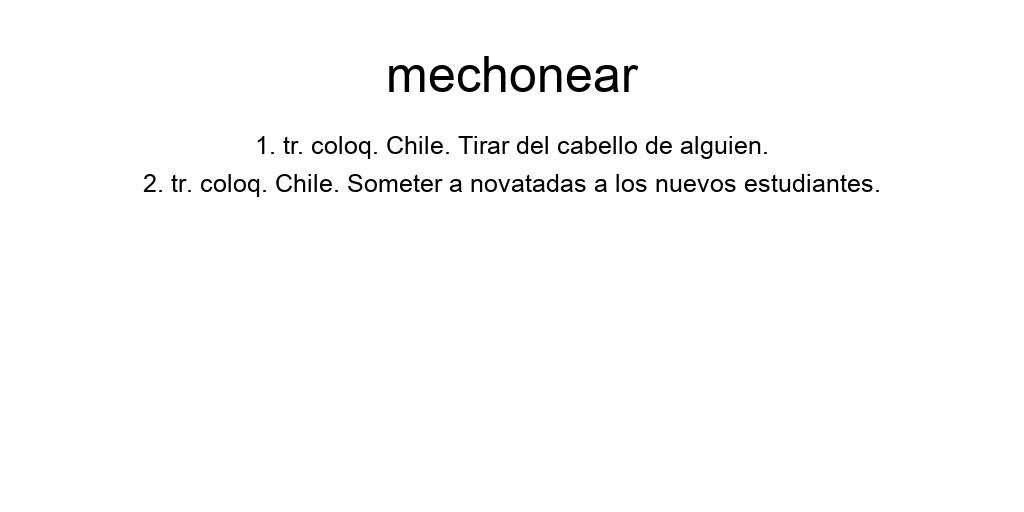 mechonear
1. tr. coloq. Chile. Tirar del cabello de alguien.
2. tr. coloq. Chile. Someter a novatadas a los nuevos estudiantes.